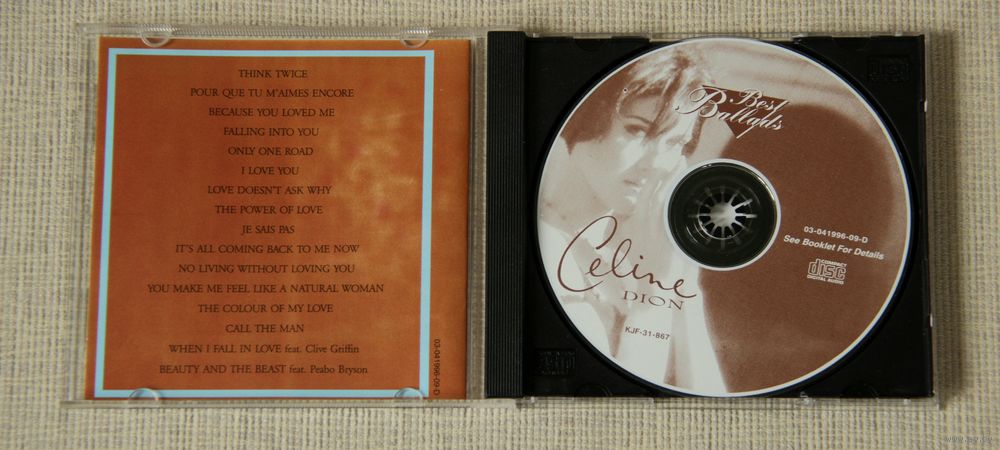 THINK TWICE
POUR QUE TU M'AIMES ENCORE
BECAUSE YOU LOVED ME
FALLING INTO YOU
ONLY ONE ROAD
I LOVE YOU
LOVE DOESN'T ASK WHY
THE POWER OF LOVE
JE SAIS PAS
IT'S ALL COMING BACK TO ME NOW
NO LIVING WITHOUT LOVING YOU
YOU MAKE ME FEEL LIKE A NATURAL WOMAN
THE COLOUR OF MY LOVE
CALL THE MAN
WHEN I FALL IN LOVE feat. Clive Griffin
BEAUTY AND THE BEAST feat. Peabo Bryson
03-041996-09-D
Best
Ballads
03-041996-09-D
See Booklet For Details
COMPACT
disc
DIGITAL AUDIO
Celine
DION
KJF-31-867